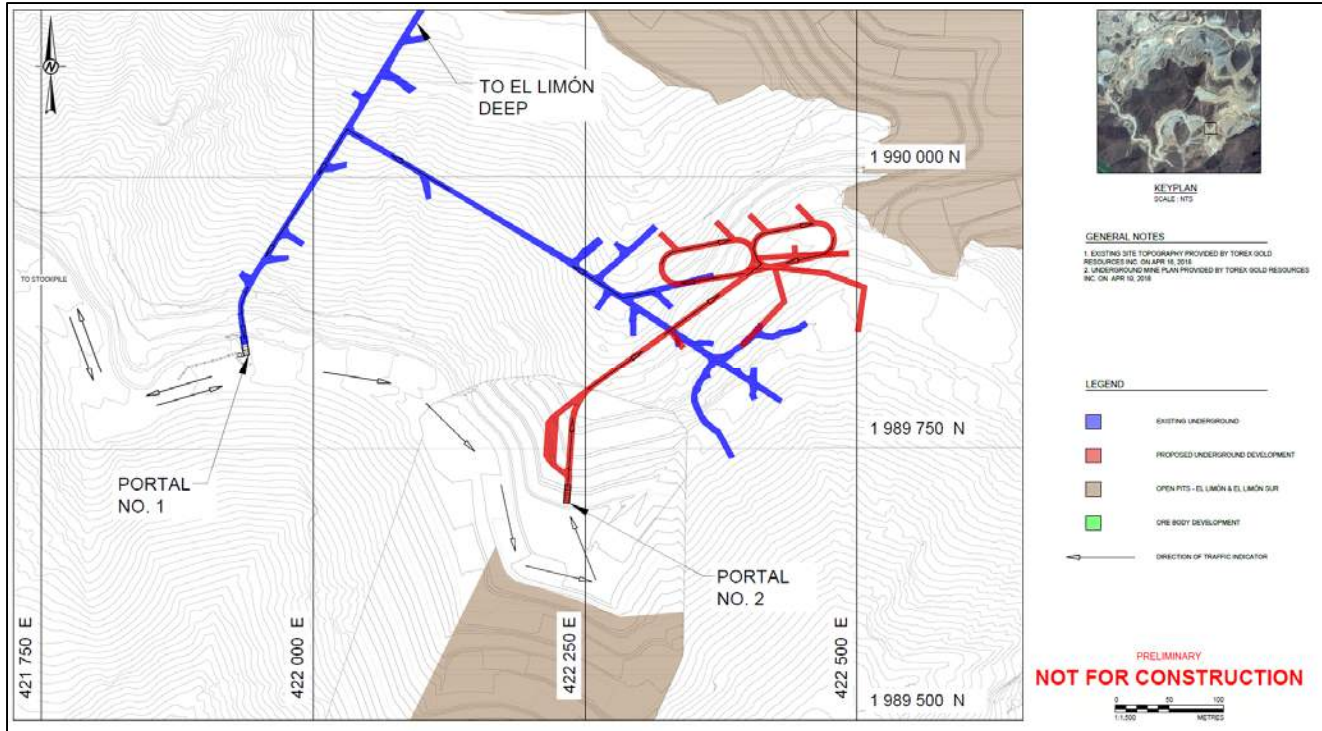 N
TO EL LIMÓN
DEEP
1 990 000 N
TO STOCKPILE
1 989 750 N
PORTAL
NO. 1
PORTAL
NO. 2
421 750 E
422 000 E
422 250 E
422 500 E
1 989 500 N
KEYPLAN
SCALE : NTS
GENERAL NOTES
1. EXISTING SITE TOPOGRAPHY PROVIDED BY TOREX GOLD
RESOURCES INC. ON APR 18, 2018
2. UNDERGROUND MINE PLAN PROVIDED BY TOREX GOLD RESOURCES
INC. ON APR 10, 2018
LEGEND
EXISTING UNDERGROUND
PROPOSED UNDERGROUND DEVELOPMENT
OPEN PITS - EL LIMÓN & EL LIMÓN SUR
ORE BODY DEVELOPMENT
DIRECTION OF TRAFFIC INDICATOR
PRELIMINARY
NOT FOR CONSTRUCTION
0 50 100
1:1,500 METRES